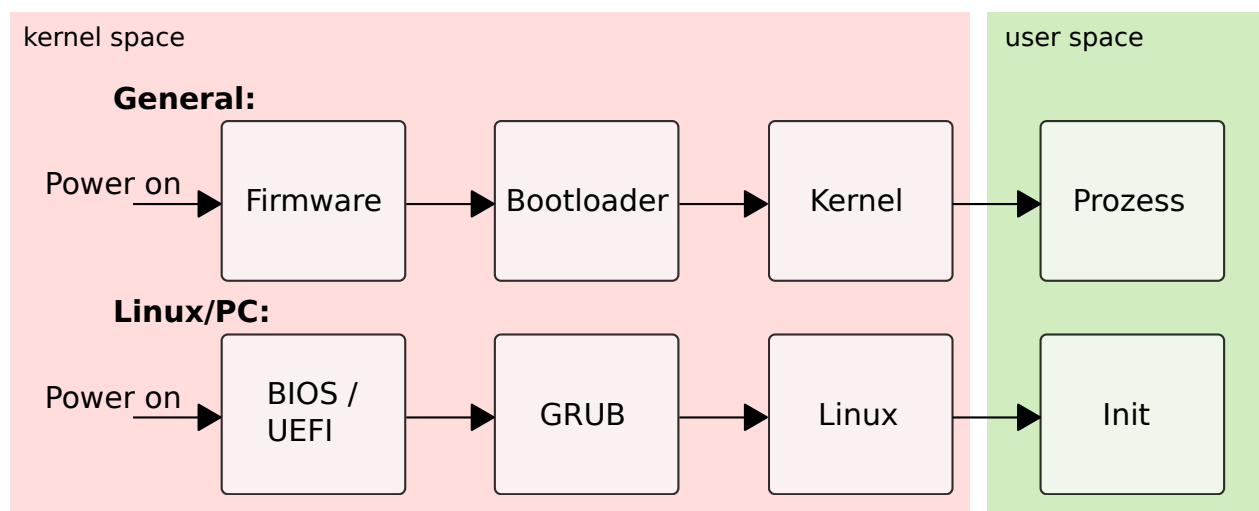 kernel space
user space
General:
Power on
Firmware
Bootloader
Kernel
Prozess
Linux/PC:
Power on
BIOS /
UEFI
GRUB
Linux
Init